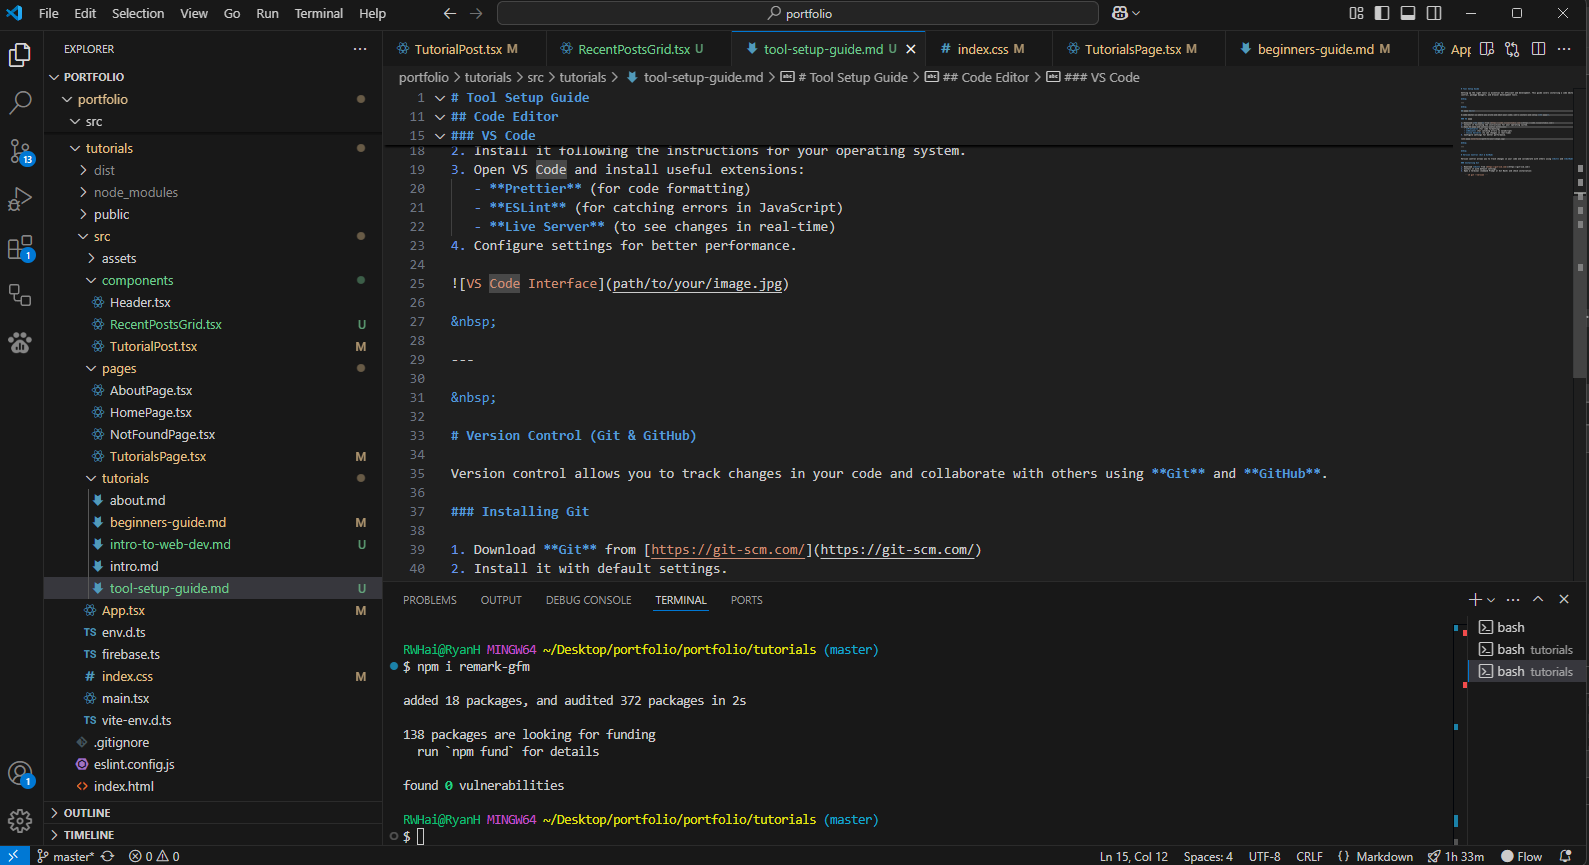 File Edit Selection View Go Run Terminal Help
portfolio
EXPLORER
PORTFOLIO
portfolio
src
tutorials
dist
node_modules
public
src
assets
components
Header.tsx
RecentPostsGrid.tsx U
TutorialPost.tsx M
pages
AboutPage.tsx
HomePage.tsx
NotFoundPage.tsx
TutorialsPage.tsx M
tutorials
about.md
beginners-guide.md M
intro-to-web-dev.md U
intro.md
tool-setup-guide.md U
App.tsx M
TS env.d.ts
TS firebase.ts
# index.css M
main.tsx
TS vite-env.d.ts
.gitignore
eslint.config.js
<> index.html
OUTLINE
TIMELINE
13
1
1
TutorialPost.tsx M RecentPostsGrid.tsx U tool-setup-guide.md U # index.css M TutorialsPage.tsx M beginners-guide.md M App
portfolio > tutorials > src > tutorials > tool-setup-guide.md > # Tool Setup Guide > ## Code Editor > ### VS Code
1 # Tool Setup Guide
11 ## Code Editor
15 ### VS Code
18 2. Install it following the instructions for your operating system.
19 3. Open VS Code and install useful extensions:
20 - **Prettier** (for code formatting)
21 - **ESLint** (for catching errors in JavaScript)
22 - **Live Server** (to see changes in real-time)
23 4. Configure settings for better performance.
24
25 ![VS Code Interface](path/to/your/image.jpg)
26
27 &nbsp;
28
29 ---
30
31 &nbsp;
32
33 # Version Control (Git & GitHub)
34
35 Version control allows you to track changes in your code and collaborate with others using **Git** and **GitHub**.
36
37 ### Installing Git
38
39 1. Download **Git** from [https://git-scm.com/](https://git-scm.com/)
40 2. Install it with default settings.
PROBLEMS OUTPUT DEBUG CONSOLE TERMINAL PORTS
RWHai@RyanH MINGW64 ~/Desktop/portfolio/portfolio/tutorials (master)
$ npm i remark-gfm
added 18 packages, and audited 372 packages in 2s
138 packages are looking for funding
run `npm fund` for details
found 0 vulnerabilities
RWHai@RyanH MINGW64 ~/Desktop/portfolio/portfolio/tutorials (master)
$
bash
bash tutorials
bash tutorials
master* 0 0 Ln 15, Col 12 Spaces: 4 UTF-8 CRLF {} Markdown 1h 33m Flow